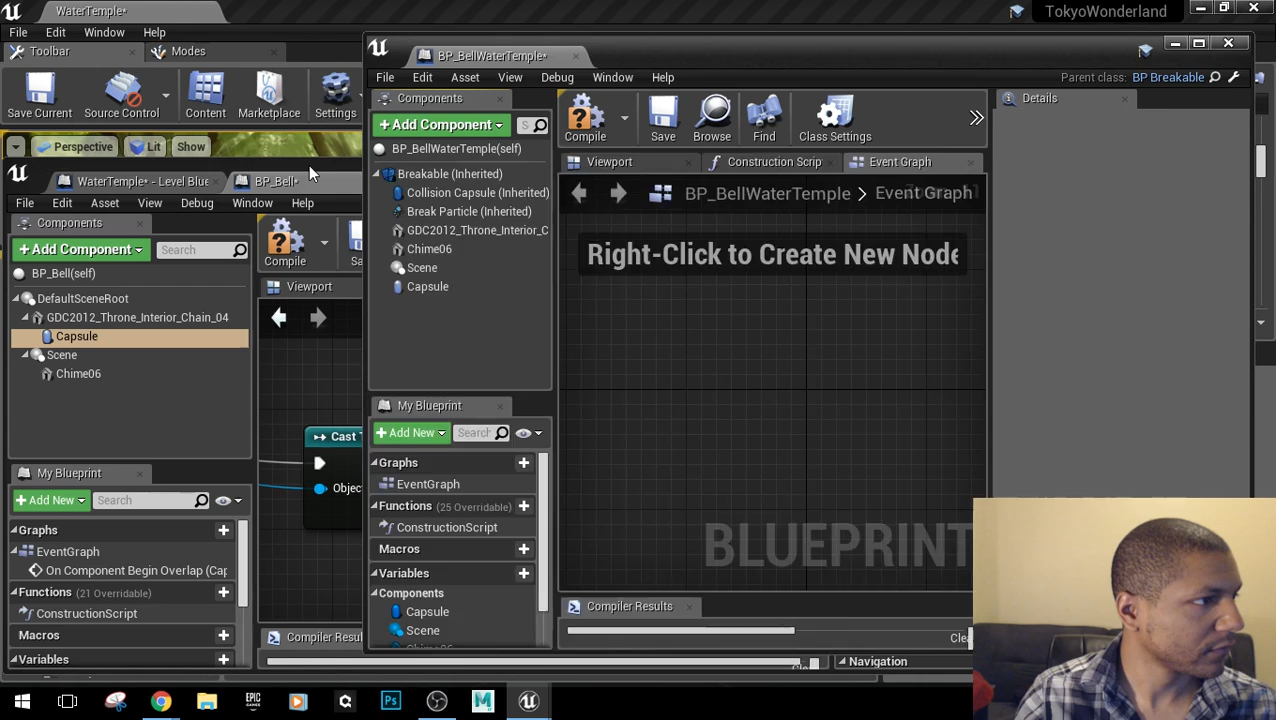 WaterTemple*
TokyoWonderland
File Edit Window Help
Toolbar Modes
Save Current Source Control Content Marketplace Settings
Perspective Lit Show
WaterTemple* - Level Blue BP_Bell*
File Edit Asset View Debug Window Help
Components
+ Add Component Search
Compile
BP_Bell(self)
Viewport
DefaultSceneRoot
GDC2012_Throne_Interior_Chain_04
Capsule
Scene
Chime06
Cast T
Object
My Blueprint
+ Add New Search
Graphs
EventGraph
On Component Begin Overlap (Cap
Functions (21 Overridable)
ConstructionScript
Macros
Variables
Compiler Resul
BP_BellWaterTemple*
File Edit Asset View Debug Window Help
Parent class: BP Breakable
Components
+ Add Component S
Compile Save Browse Find Class Settings
Details
BP_BellWaterTemple(self)
Breakable (Inherited)
Collision Capsule (Inherited)
Break Particle (Inherited)
GDC2012_Throne_Interior_C
Chime06
Scene
Capsule
Viewport Construction Scrip Event Graph
BP_BellWaterTemple > Event Graph
Right-Click to Create New Node
BLUEPRINT
My Blueprint
+ Add New Search
Graphs
EventGraph
Functions (25 Overridable)
ConstructionScript
Macros
Variables
Components
Capsule
Scene
Compiler Results
Clea
Navigation
EPIC GAMES
Ps
M